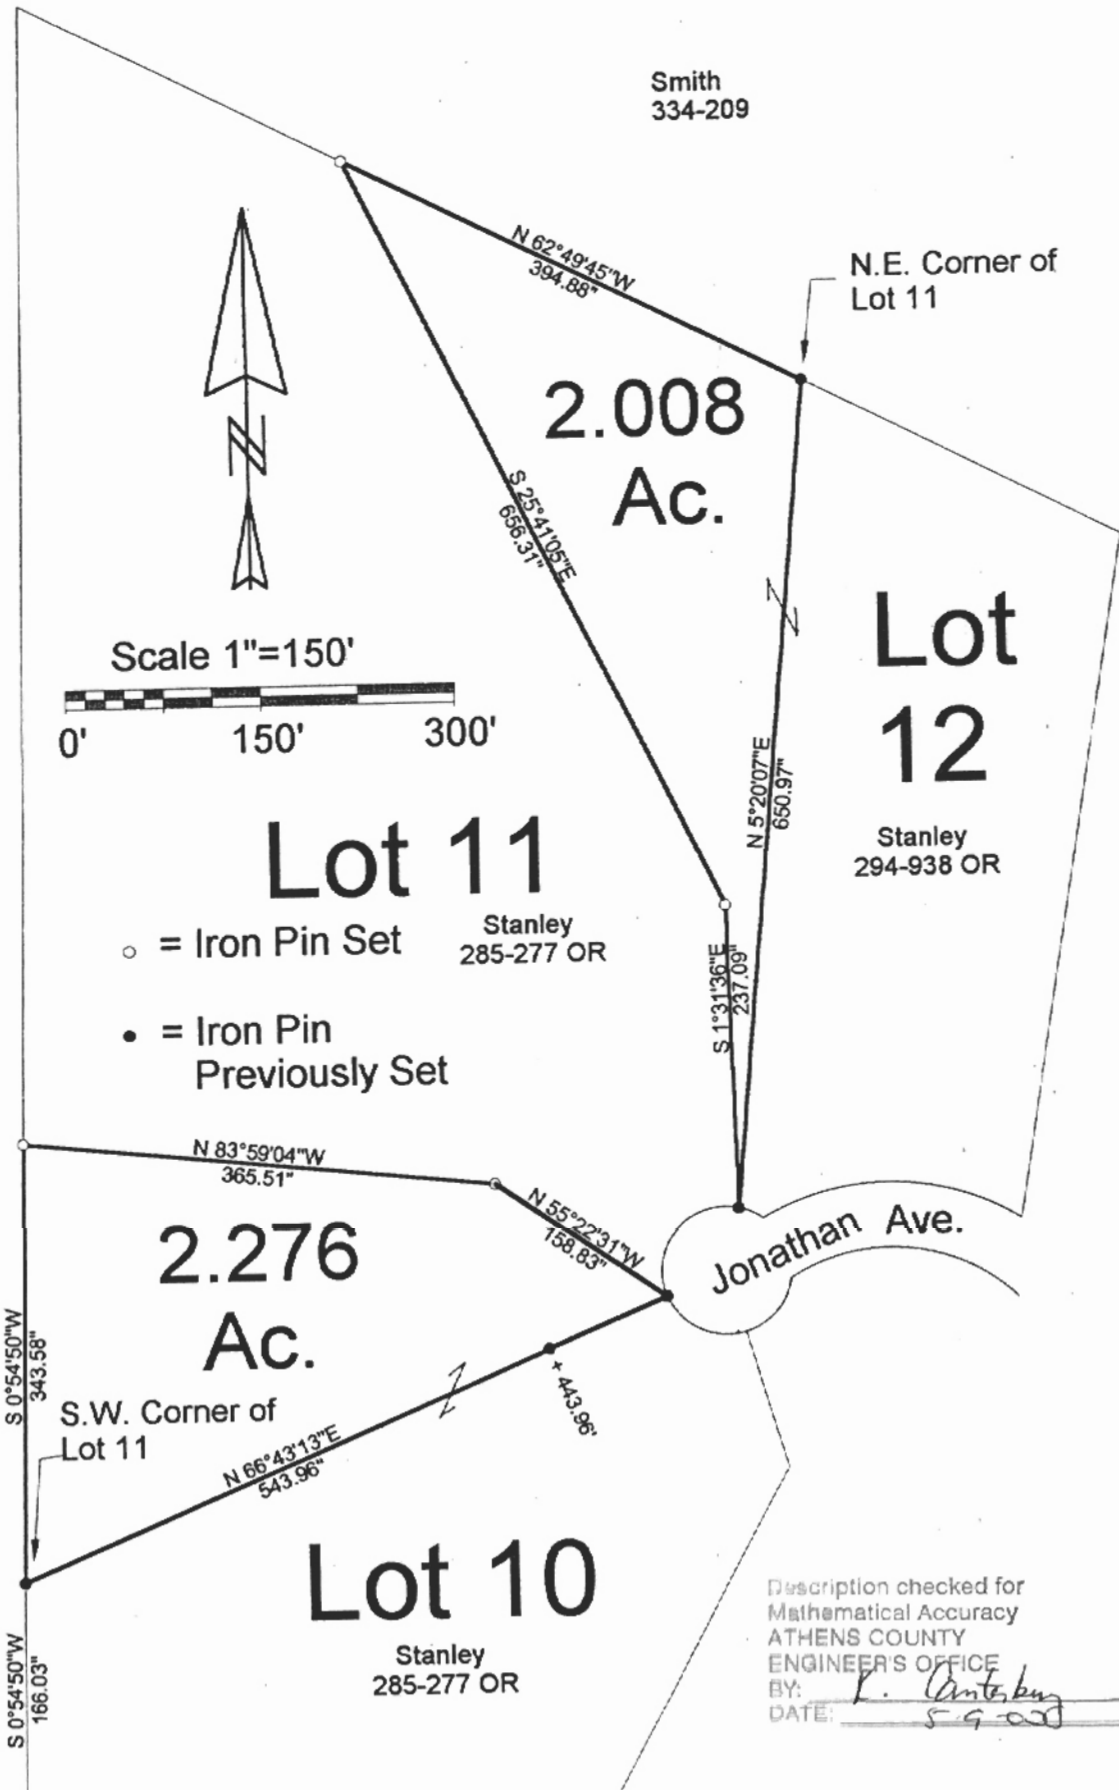 Smith
334-209
N 62°49'45"W
394.88"
N.E. Corner of
Lot 11
2.008
Ac.
S 25°41'05"E
656.31"
N
Scale 1"=150'
0' 150' 300'
Lot
12
N 5°20'07"E
650.97"
Stanley
294-938 OR
Lot 11
Stanley
285-277 OR
○ = Iron Pin Set
● = Iron Pin
Previously Set
S 1°31'36"E
237.09"
N 83°59'04"W
365.51"
N 55°22'31"W
158.83"
Jonathan Ave.
2.276
Ac.
S 0°54'50"W
343.58"
S.W. Corner of
Lot 11
+ 443.96'
N 66°43'13"E
543.96"
Lot 10
Stanley
285-277 OR
S 0°54'50"W
166.03"
Description checked for
Mathematical Accuracy
ATHENS COUNTY
ENGINEER'S OFFICE
BY: K. Canterbury
DATE: 5-9-